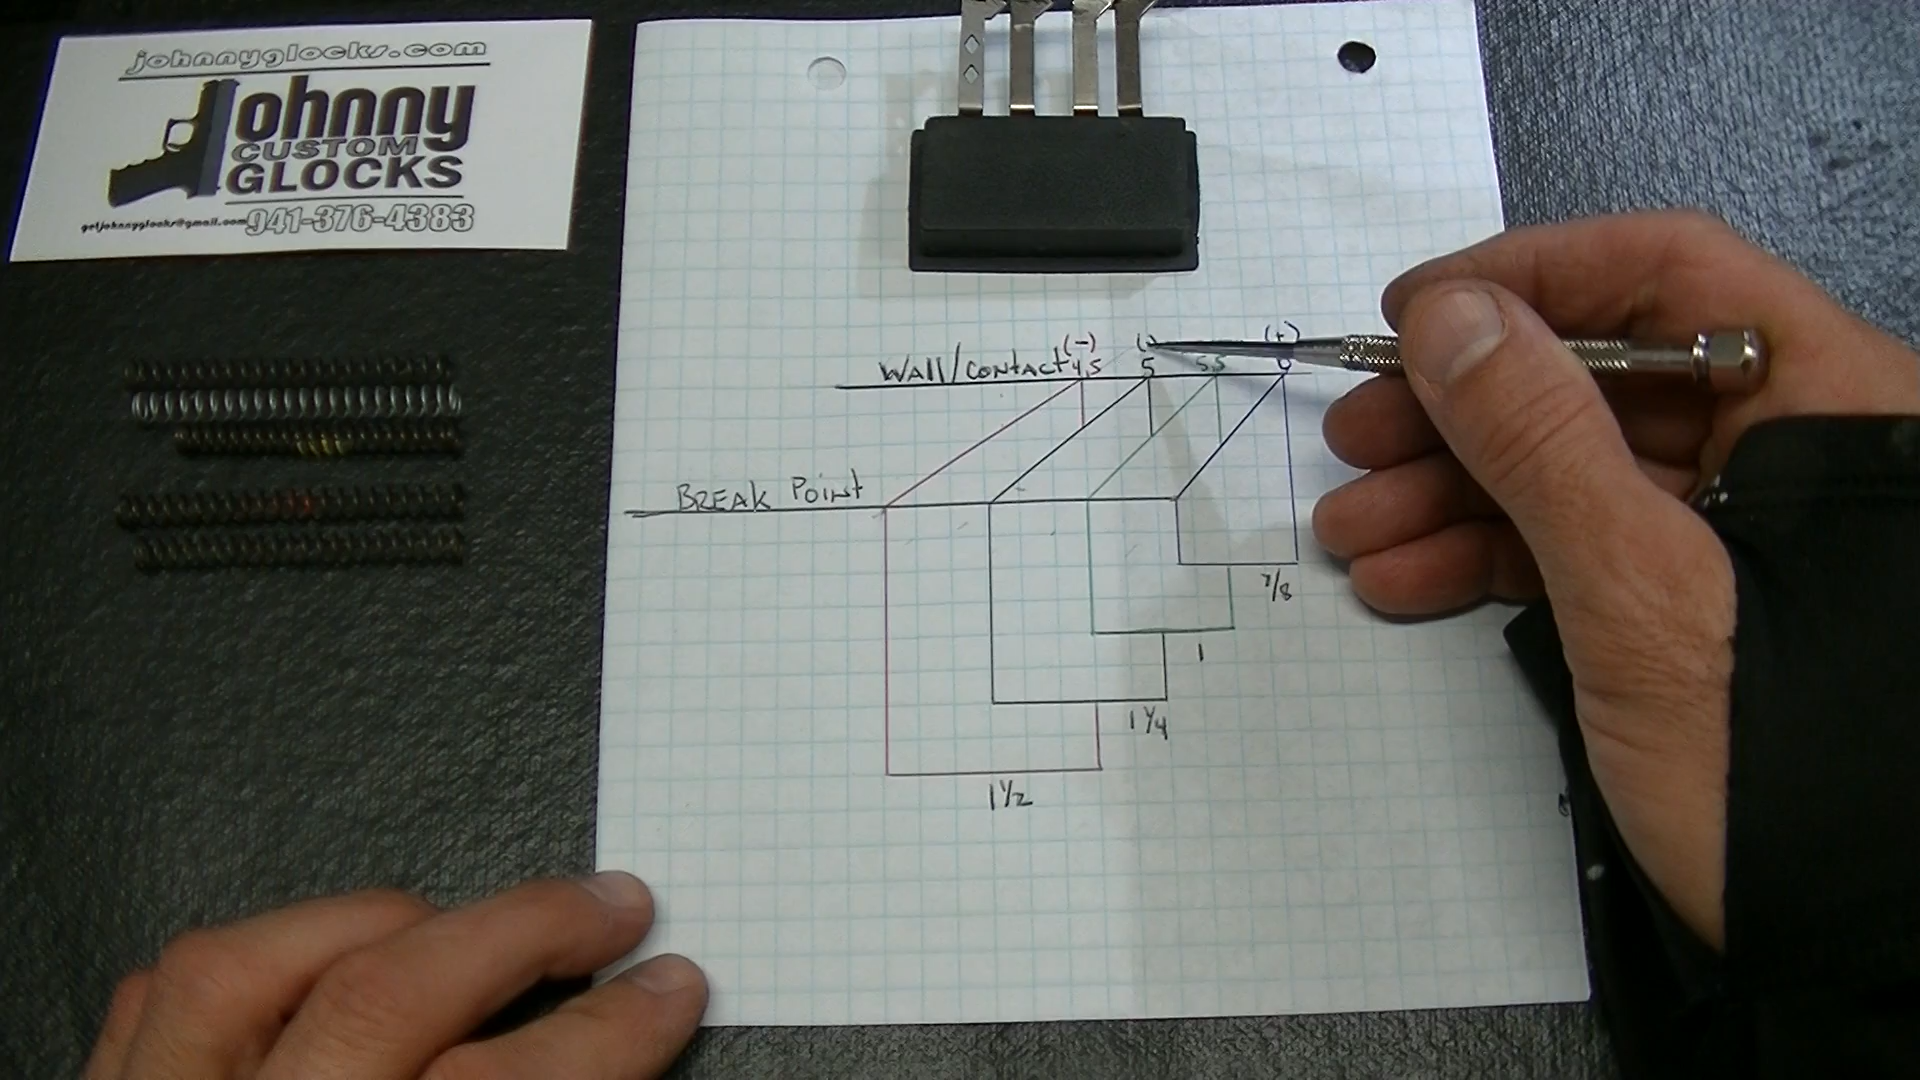 johnnyglocks.com
Johnny
CUSTOM
GLOCKS
getjohnnyglocks@gmail.com 941-376-4383
(-) (+)
Wall/Contact 4.5 5 5.5
BREAK POINT
7/8
1
1 1/4
1 1/2